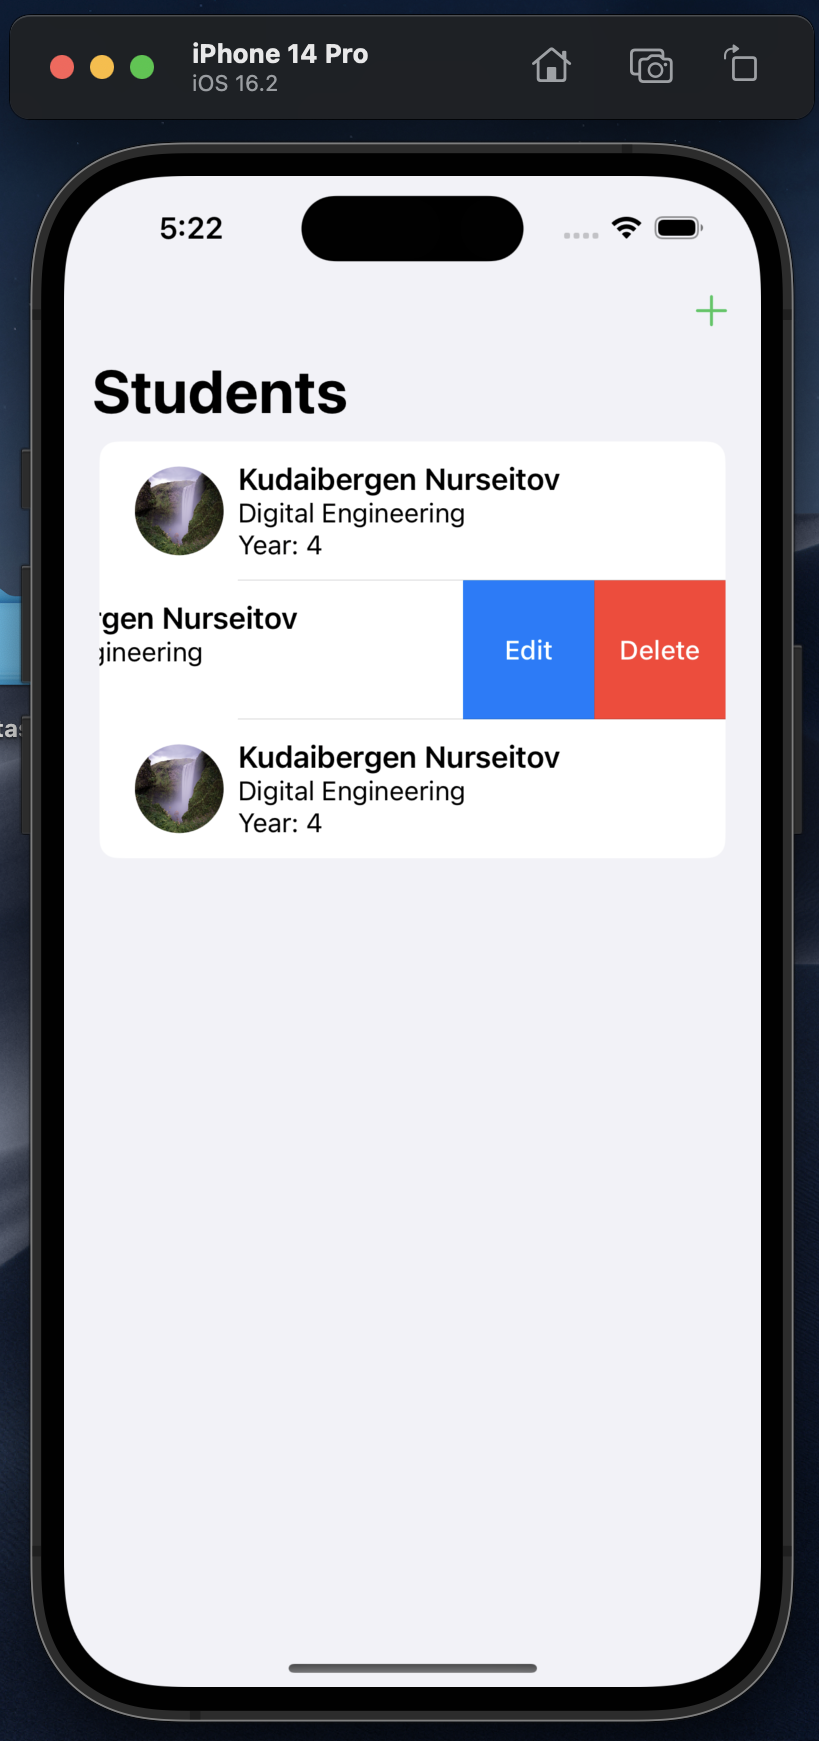 iPhone 14 Pro
iOS 16.2
5:22
Students
Kudaibergen Nurseitov
Digital Engineering
Year: 4
rgen Nurseitov
gineering
Edit
Delete
Kudaibergen Nurseitov
Digital Engineering
Year: 4